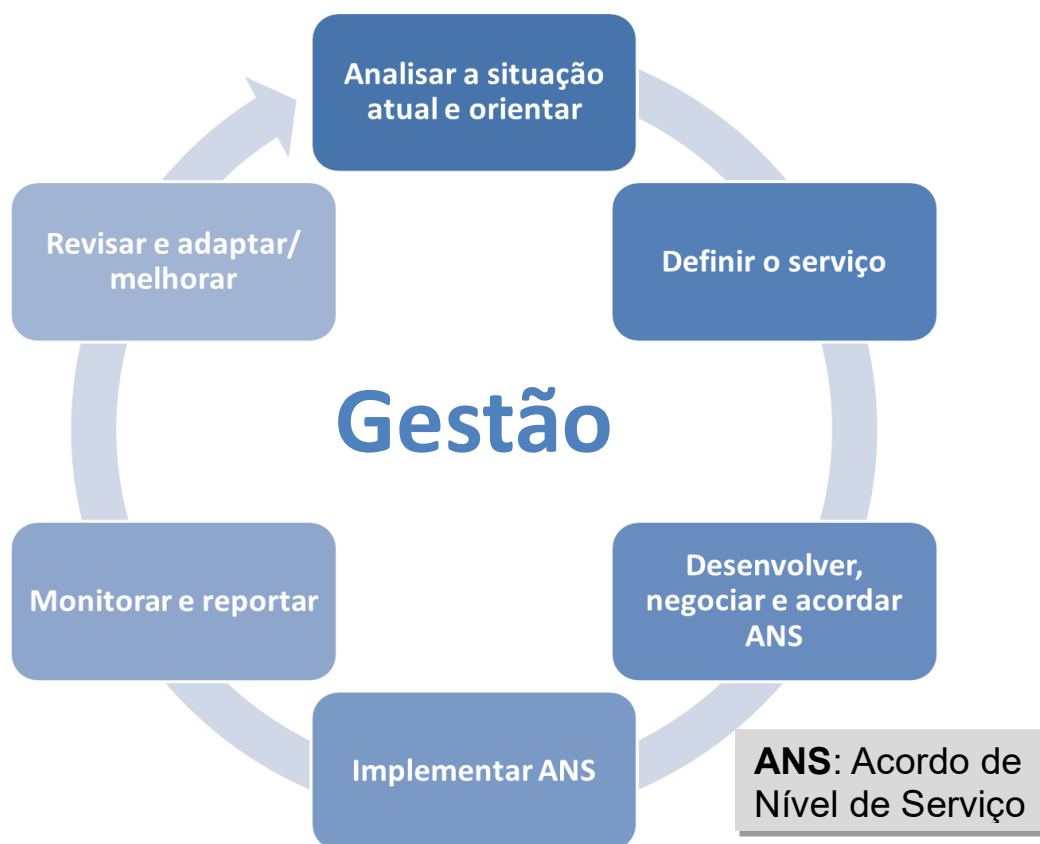 Analisar a situação
atual e orientar
Definir o serviço
Desenvolver,
negociar e acordar
ANS
Implementar ANS
Monitorar e reportar
Revisar e adaptar/
melhorar
Gestão
ANS: Acordo de
Nível de Serviço